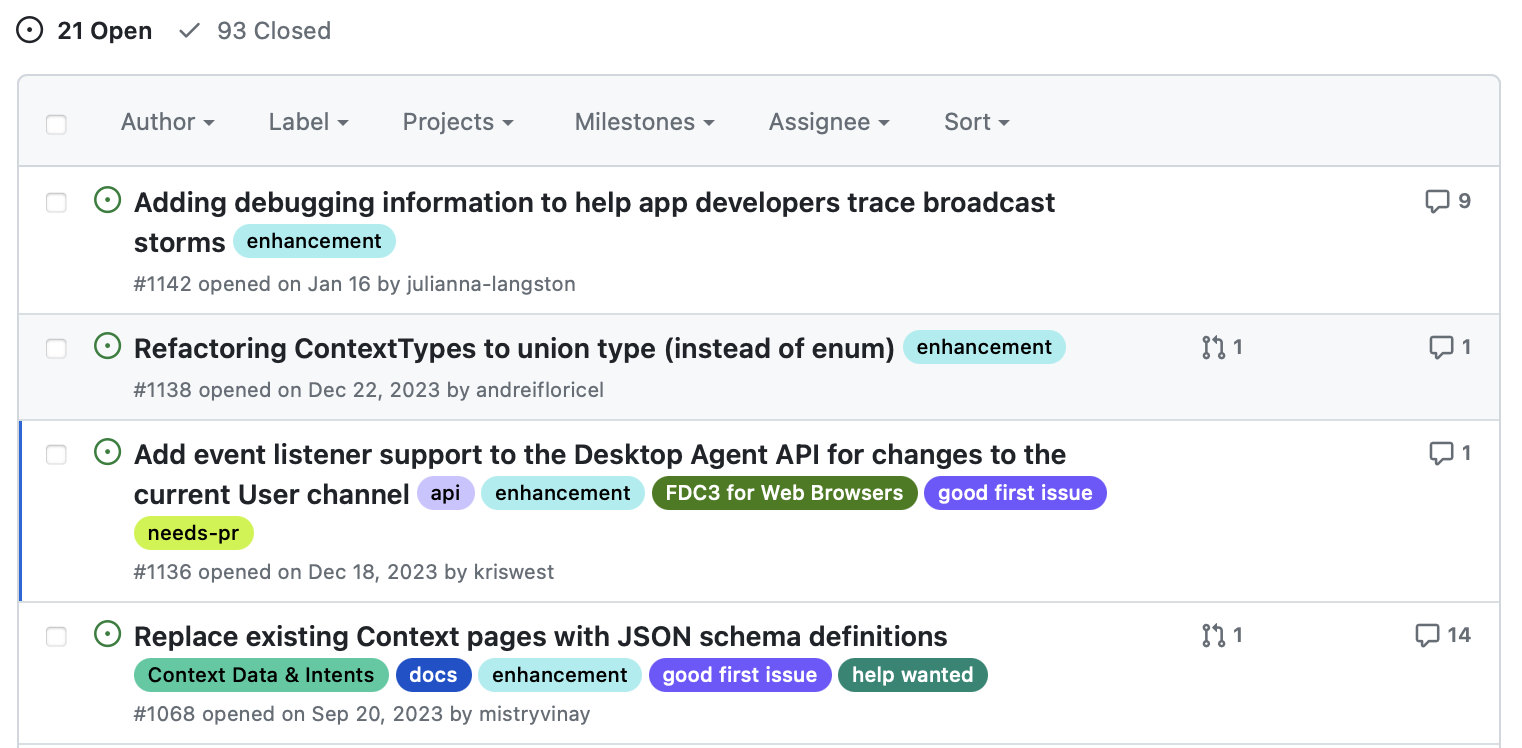 21 Open 93 Closed
Author Label Projects Milestones Assignee Sort
Adding debugging information to help app developers trace broadcast 9
storms enhancement
#1142 opened on Jan 16 by julianna-langston
Refactoring ContextTypes to union type (instead of enum) enhancement 1 1
#1138 opened on Dec 22, 2023 by andreifloricel
Add event listener support to the Desktop Agent API for changes to the 1
current User channel api enhancement FDC3 for Web Browsers good first issue
needs-pr
#1136 opened on Dec 18, 2023 by kriswest
Replace existing Context pages with JSON schema definitions 1 14
Context Data & Intents docs enhancement good first issue help wanted
#1068 opened on Sep 20, 2023 by mistryvinay